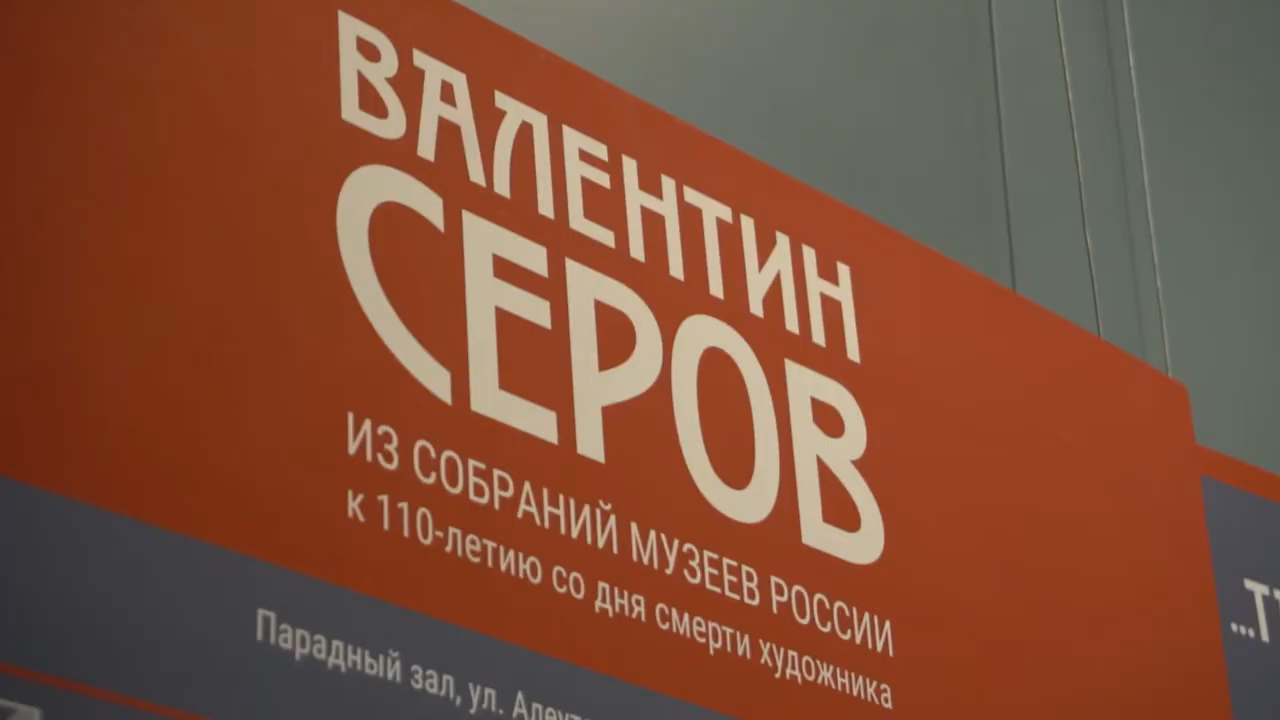 ВАЛЕНТИН
СЕРОВ
ИЗ СОБРАНИЙ МУЗЕЕВ РОССИИ
к 110-летию со дня смерти художника
Парадный зал, ул.